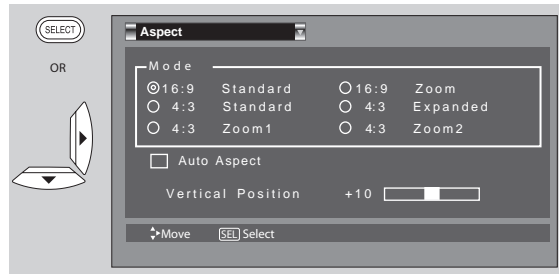 SELECT
OR
Aspect
Mode
16:9 Standard 16:9 Zoom
4:3 Standard 4:3 Expanded
4:3 Zoom1 4:3 Zoom2
Auto Aspect
Vertical Position +10
Move SEL Select